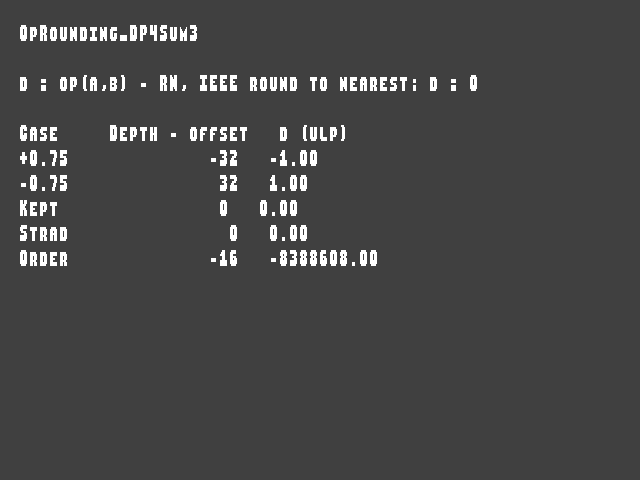 OpRounding_DP4Sum3
D = op(A,B) - RN, IEEE round to nearest: D = 0
Case Depth - offset D (ulp)
+0.75 -32 -1.00
-0.75 32 1.00
Kept 0 0.00
Strad 0 0.00
Order -16 -8388608.00